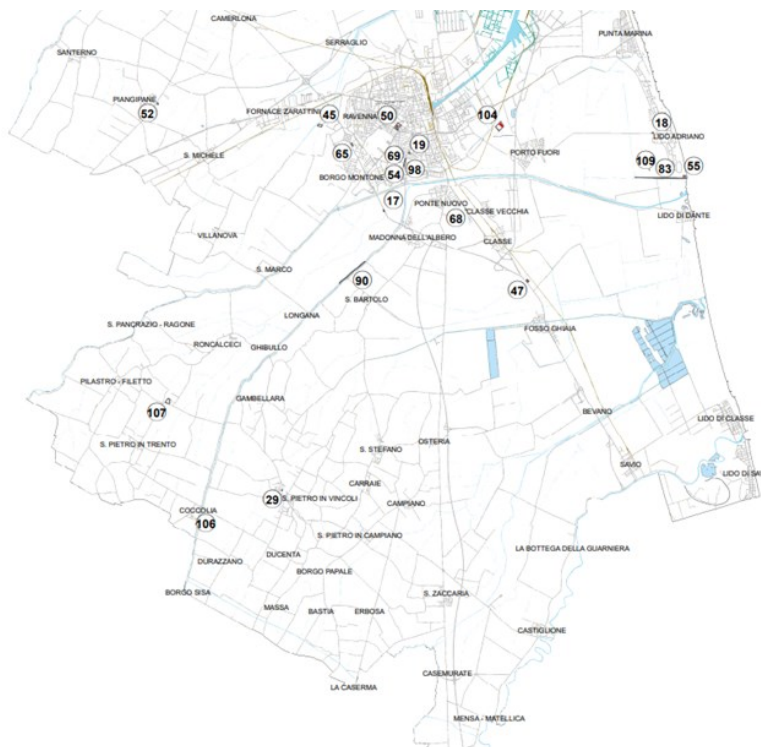 CAMERLONA
PUNTA MARINA
SERRAGLIO
SANTERNO
PIANGIPANE
52
FORNACE ZARATTINI
45
RAVENNA
50
104
18
LIDO ADRIANO
19
65
69
S. MICHELE
PORTO FUORI
109
83
55
54
98
BORGO MONTONE
17
PONTE NUOVO
68
CLASSE VECCHIA
LIDO DI DANTE
VILLANOVA
MADONNA DELL'ALBERO
CLASSE
S. MARCO
90
S. BARTOLO
47
LONGANA
S. PANCRAZIO - RAGONE
FOSSO GHIAIA
RONCALCECI
GHIBULLO
PILASTRO - FILETTO
GAMBELLARA
107
BEVANO
LIDO DI CLASSE
S. PIETRO IN TRENTO
OSTERIA
S. STEFANO
SAVIO
LIDO DI SA
CARRAIE
29
S. PIETRO IN VINCOLI
CAMPIANO
COCCOLIA
106
S. PIETRO IN CAMPIANO
LA BOTTEGA DELLA GUARNIERA
DUCENTA
DURAZZANO
BORGO PAPALE
BORGO SISA
S. ZACCARIA
MASSA
BASTIA
ERBOSA
CASTIGLIONE
CASEMURATE
LA CASERMA
MENSA - MATELLICA